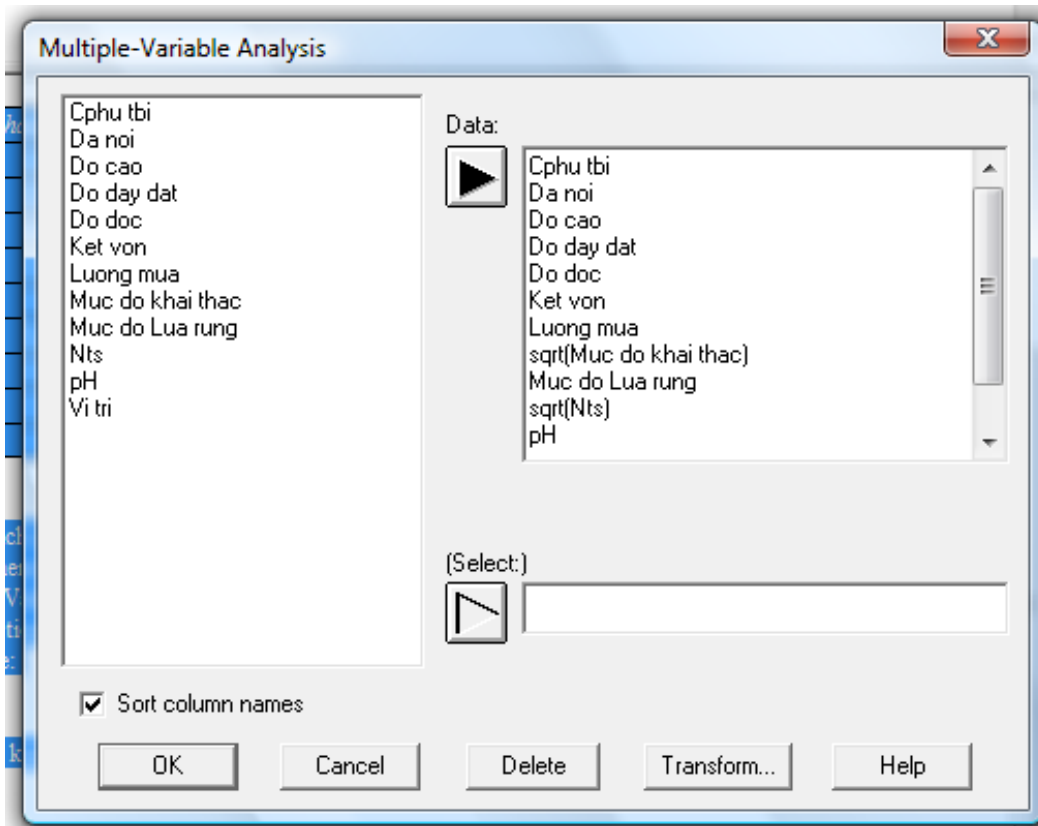 Multiple-Variable Analysis
Cphu tbi
Da noi
Do cao
Do day dat
Do doc
Ket von
Luong mua
Muc do khai thac
Muc do Lua rung
Nts
pH
Vi tri
Data:
Cphu tbi
Da noi
Do cao
Do day dat
Do doc
Ket von
Luong mua
sqrt(Muc do khai thac)
Muc do Lua rung
sqrt(Nts)
pH
(Select:)
Sort column names
OK
Cancel
Delete
Transform...
Help